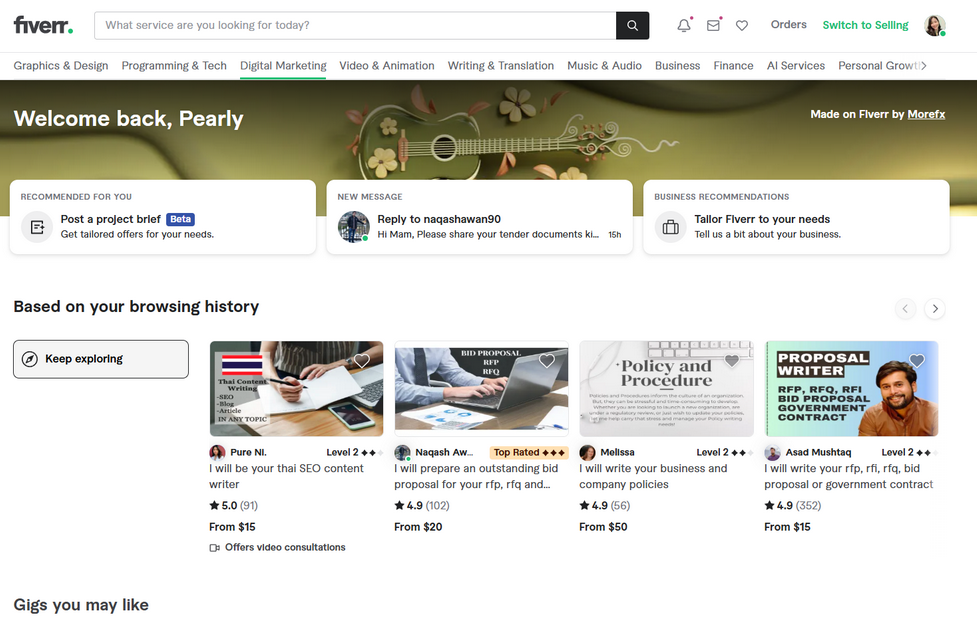 fiverr.
What service are you looking for today?
Orders
Switch to Selling
Graphics & Design
Programming & Tech
Digital Marketing
Video & Animation
Writing & Translation
Music & Audio
Business
Finance
AI Services
Personal Growth
Welcome back, Pearly
Made on Fiverr by Morefx
RECOMMENDED FOR YOU
Post a project brief Beta
Get tailored offers for your needs.
NEW MESSAGE
Reply to naqashawan90
Hi Mam, Please share your tender documents ki... 15h
BUSINESS RECOMMENDATIONS
Tailor Fiverr to your needs
Tell us a bit about your business.
Based on your browsing history
Keep exploring
Thai Content
Writing
-SEO
-Blog
-Article
IN ANY TOPIC
Pure Ni. Level 2
I will be your thai SEO content
writer
5.0 (91)
From $15
Offers video consultations
BID PROPOSAL
RFP
RFQ
Naqash Aw... Top Rated
I will prepare an outstanding bid
proposal for your rfp, rfq and...
4.9 (102)
From $20
Policy and
Procedure
Melissa Level 2
I will write your business and
company policies
4.9 (56)
From $50
PROPOSAL
WRITER
RFP, RFQ, RFI
BID PROPOSAL
GOVERNMENT
CONTRACT
Asad Mushtaq Level 2
I will write your rfp, rfi, rfq, bid
proposal or government contract
4.9 (352)
From $15
Gigs you may like